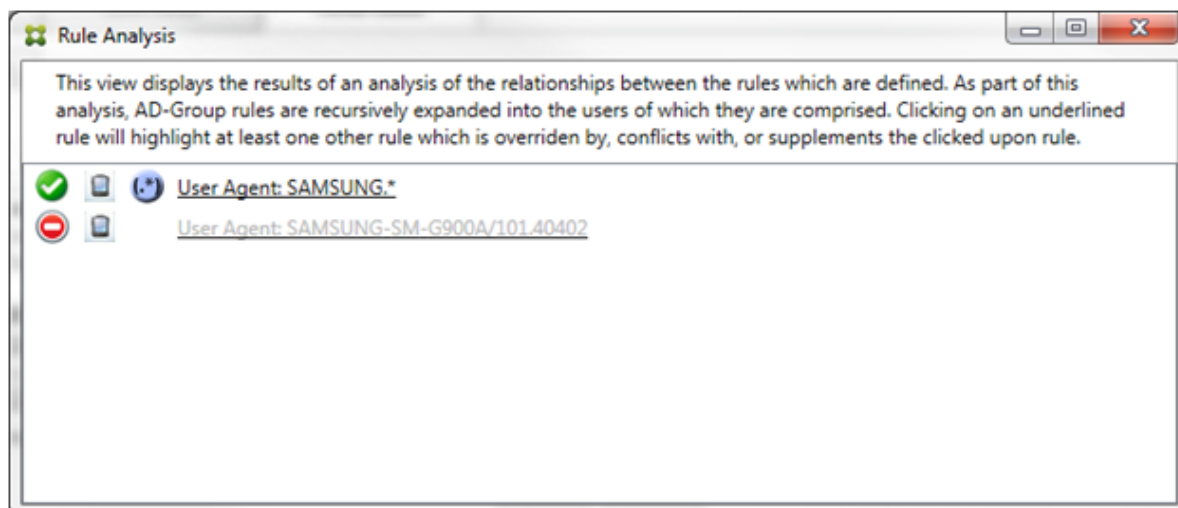 Rule Analysis
This view displays the results of an analysis of the relationships between the rules which are defined. As part of this
analysis, AD-Group rules are recursively expanded into the users of which they are comprised. Clicking on an underlined
rule will highlight at least one other rule which is overriden by, conflicts with, or supplements the clicked upon rule.
(.*) User Agent: SAMSUNG.*
User Agent: SAMSUNG-SM-G900A/101.40402